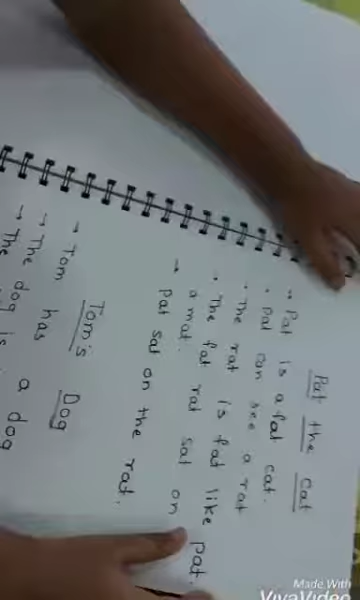 Pat the cat
→ Pat is a fat cat.
• pat can see a rat
• The rat is fat like pat.
• The fat rat sat on
a mat.
→ pat sat on the rat.
Tom's Dog
→ Tom has a dog
→ The dog is
→ The
Made With
VivaVideo